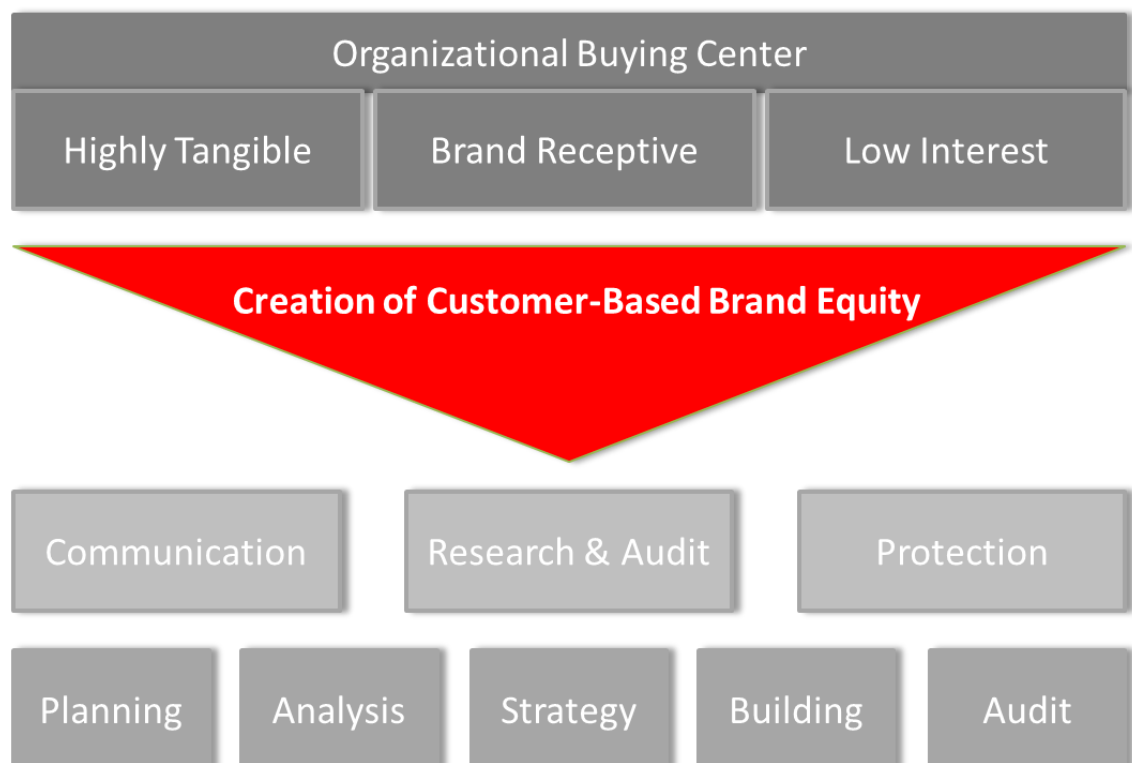 Organizational Buying Center
Highly Tangible
Brand Receptive
Low Interest
Creation of Customer-Based Brand Equity
Communication
Research & Audit
Protection
Planning
Analysis
Strategy
Building
Audit